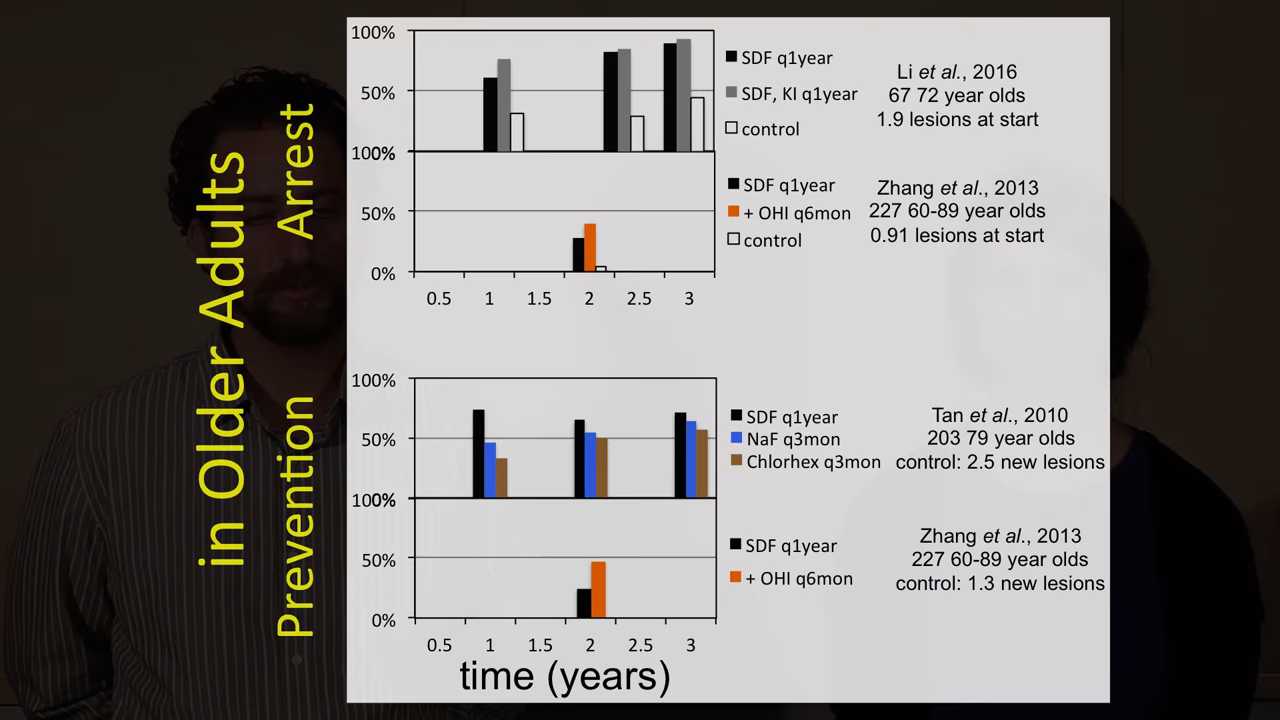 in Older Adults
Arrest
Prevention
100%
50%
100%
50%
0%
0.5 1 1.5 2 2.5 3
SDF q1year
SDF, KI q1year
control
Li et al., 2016
67 72 year olds
1.9 lesions at start
SDF q1year
+ OHI q6mon
control
Zhang et al., 2013
227 60-89 year olds
0.91 lesions at start
100%
50%
100%
50%
0%
0.5 1 1.5 2 2.5 3
time (years)
SDF q1year
NaF q3mon
Chlorhex q3mon
Tan et al., 2010
203 79 year olds
control: 2.5 new lesions
SDF q1year
+ OHI q6mon
Zhang et al., 2013
227 60-89 year olds
control: 1.3 new lesions